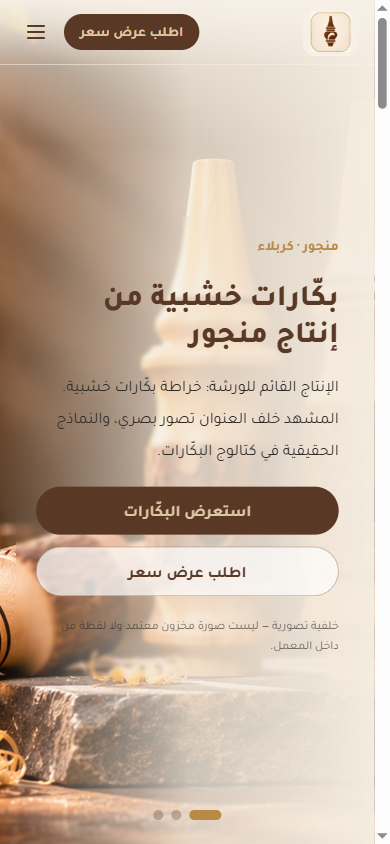 اطلب عرض سعر
منجور · كربلاء
بكّارات خشبية من
إنتاج منجور
الإنتاج القائم للورشة: خراطة بكّارات خشبية.
المشهد خلف العنوان تصور بصري، والنماذج
الحقيقية في كتالوج البكّارات.
استعرض البكّارات
اطلب عرض سعر
خلفية تصورية — ليست صورة مخزون معتمد ولا لقطة من
داخل المعمل.